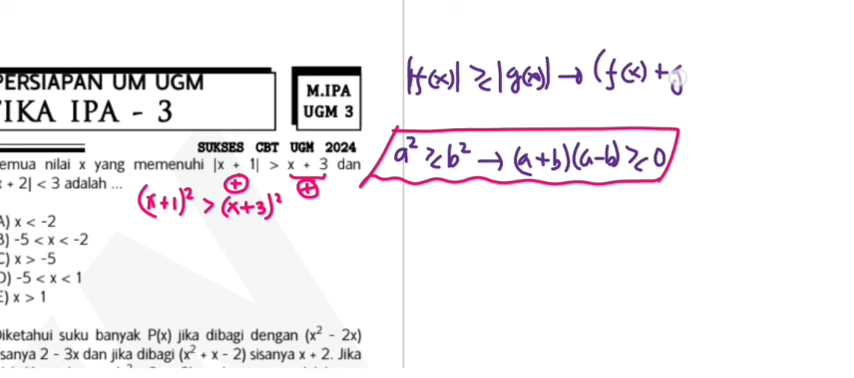 PERSIAPAN UM UGM
TIKA IPA - 3
M.IPA
UGM 3
SUKSES CBT UGM 2024
emua nilai x yang memenuhi |x + 1| > x + 3 dan
+ 2| < 3 adalah ...
(x+1)² > (x+3)²
A) x < -2
B) -5 < x < -2
C) x > -5
D) -5 < x < 1
E) x > 1
Diketahui suku banyak P(x) jika dibagi dengan (x² - 2x)
sanya 2 - 3x dan jika dibagi (x² + x - 2) sisanya x + 2. Jika
|f(x)| ≥ |g(x)| → (f(x) + g
a² ≥ b² → (a+b)(a-b) ≥ 0